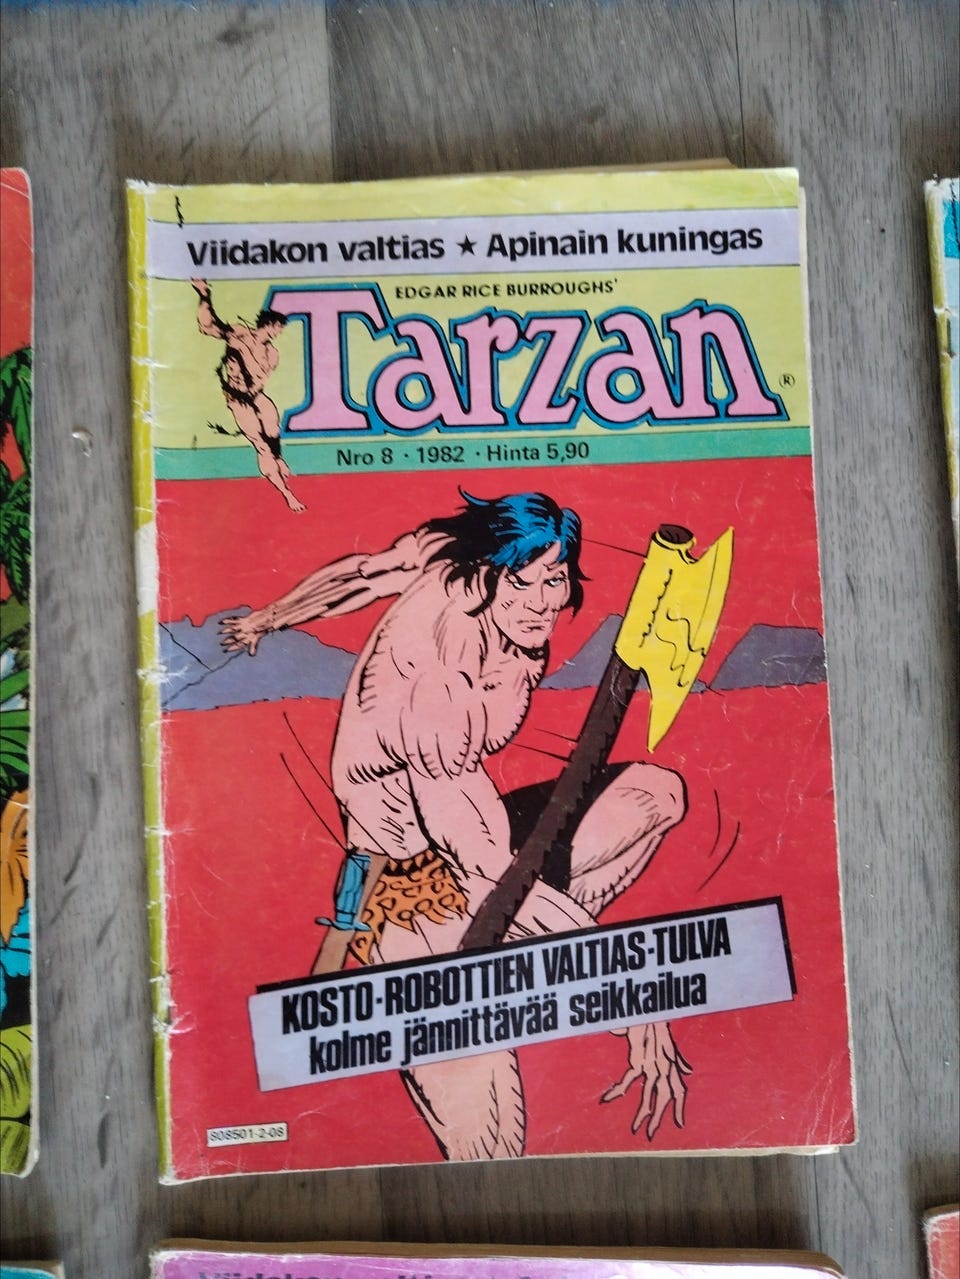 Viidakon valtias ★ Apinain kuningas
EDGAR RICE BURROUGHS'
Tarzan ®
Nro 8 · 1982 · Hinta 5,90
KOSTO-ROBOTTIEN VALTIAS-TULVA
kolme jännittävää seikkailua
808501-2-08